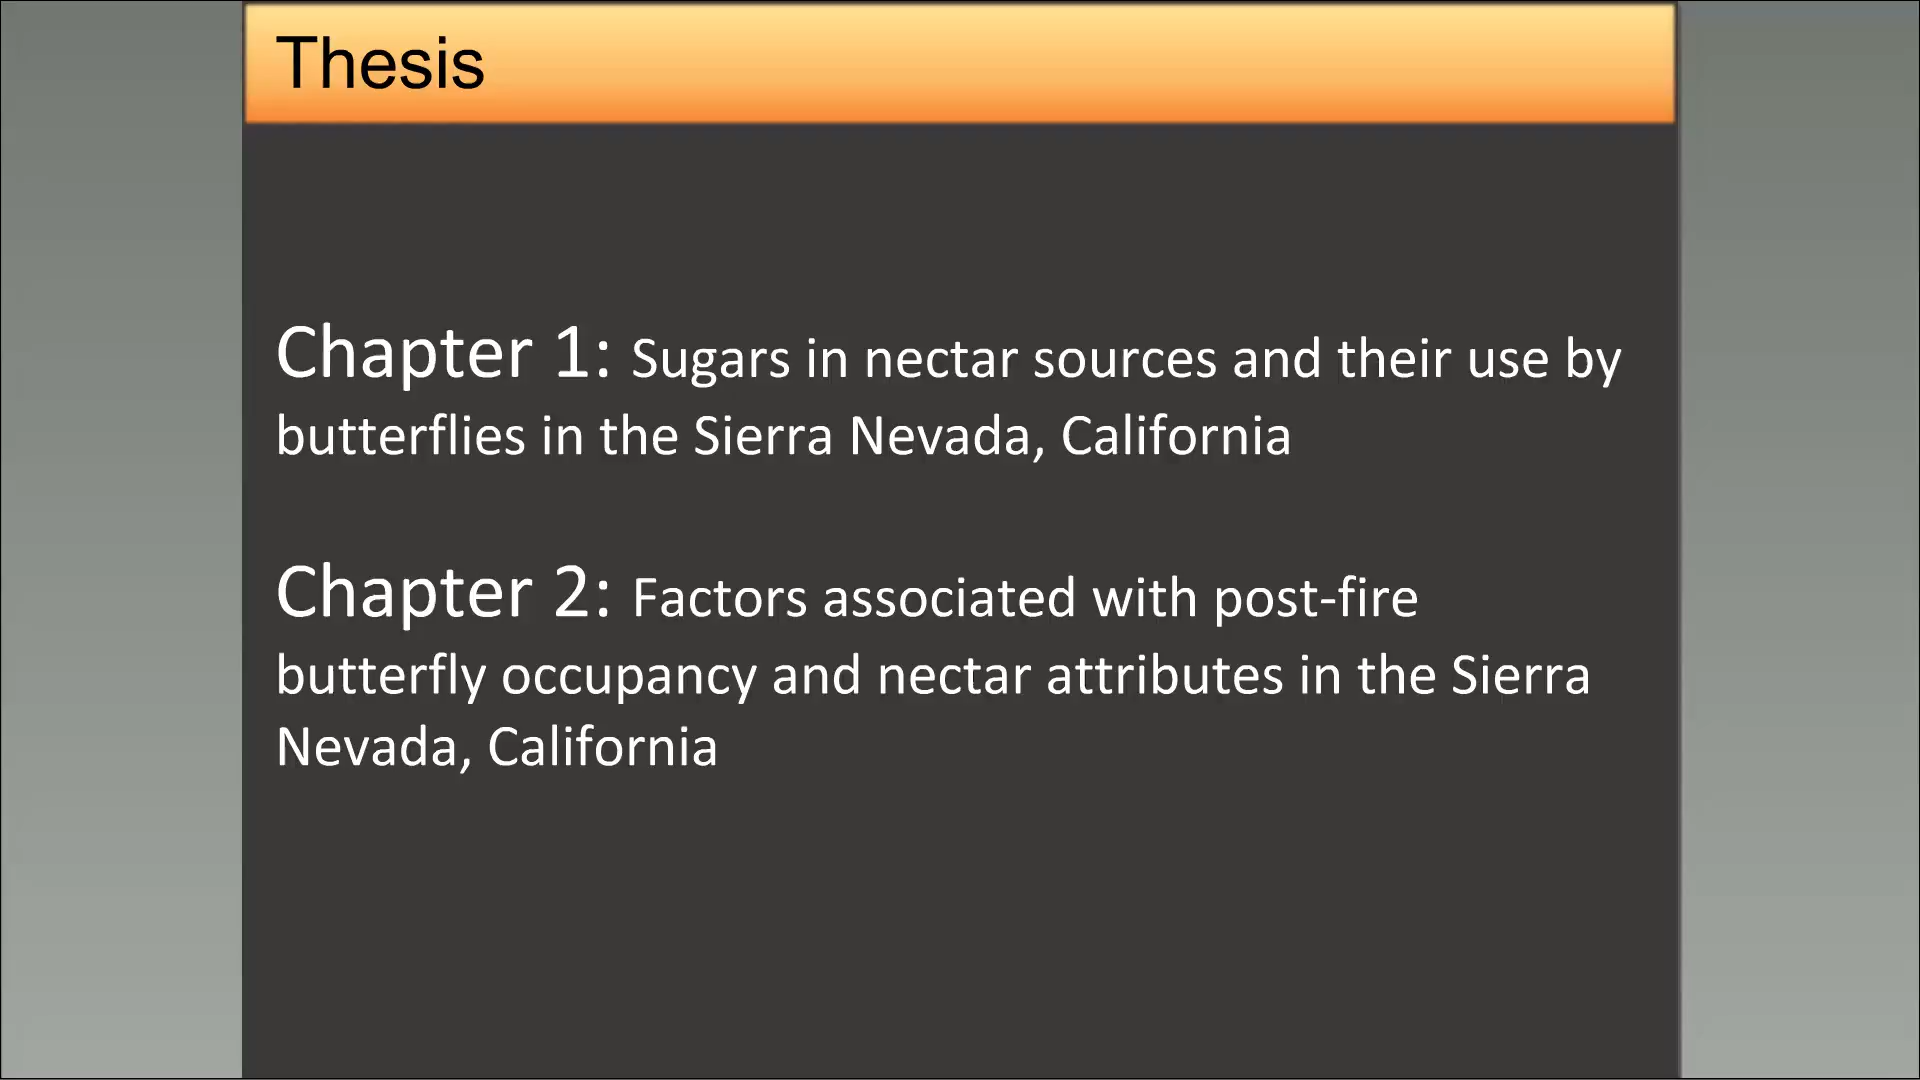 Thesis
Chapter 1: Sugars in nectar sources and their use by
butterflies in the Sierra Nevada, California
Chapter 2: Factors associated with post-fire
butterfly occupancy and nectar attributes in the Sierra
Nevada, California